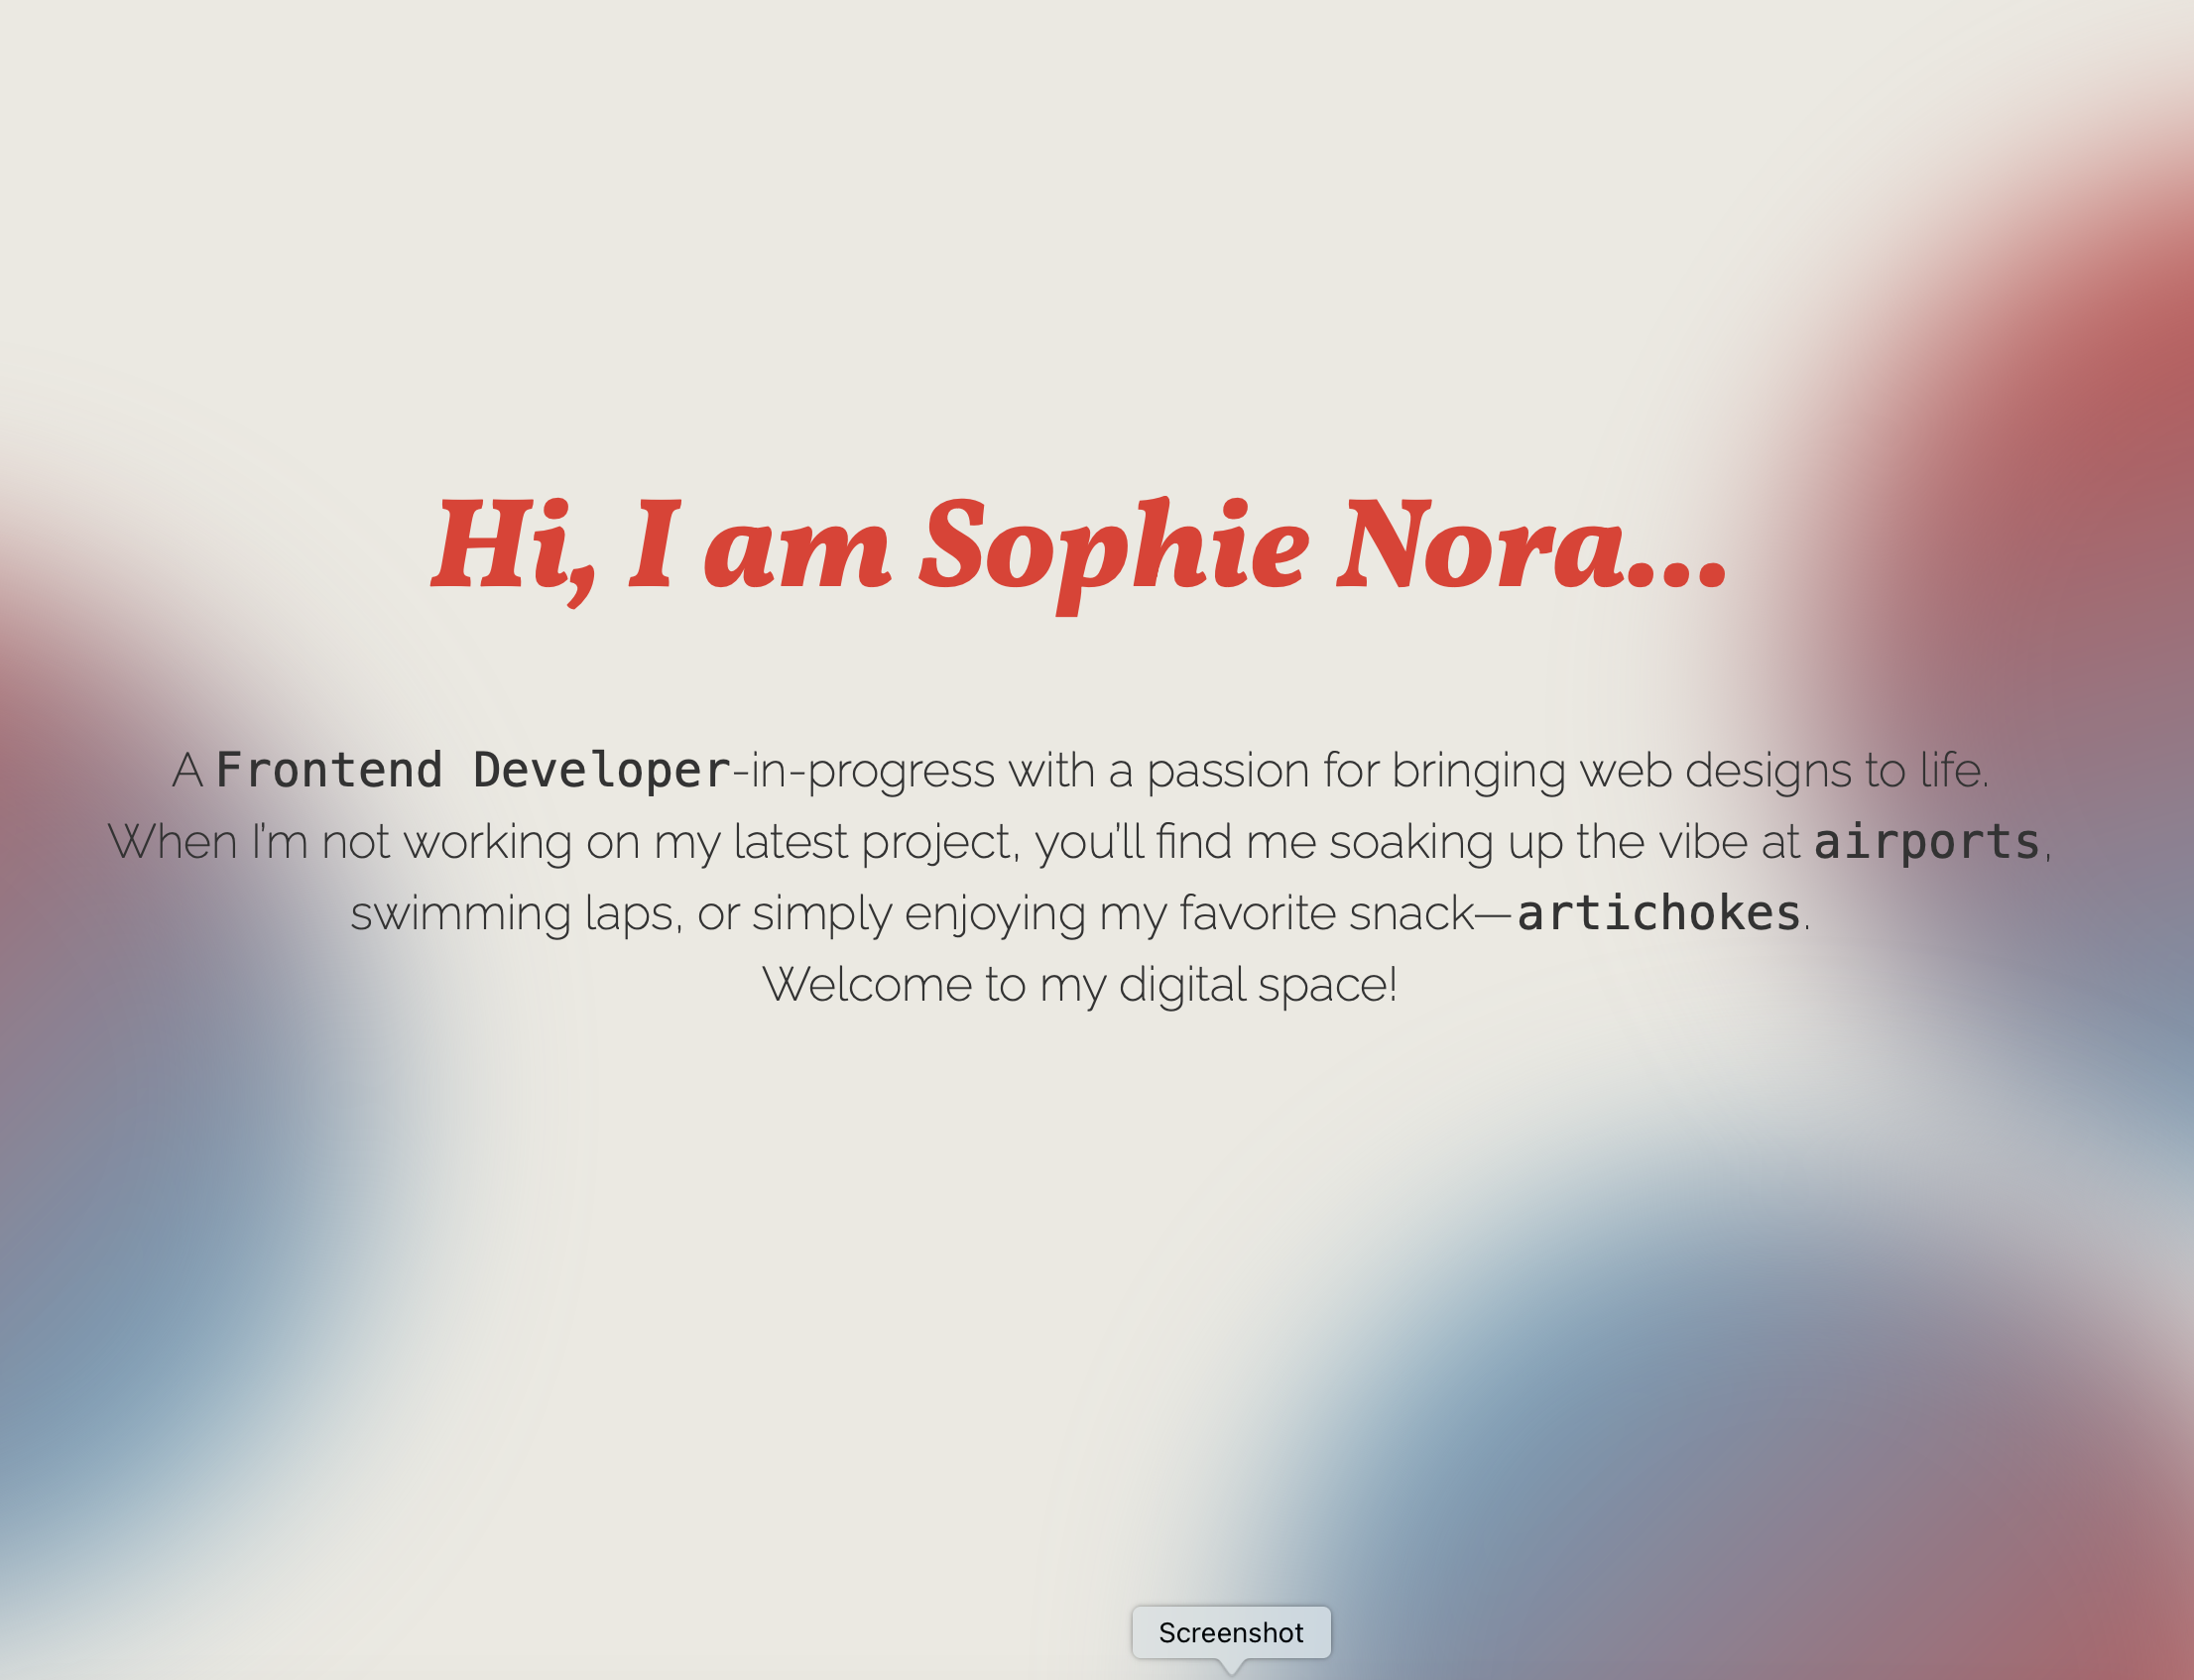 Hi, I am Sophie Nora...
A Frontend Developer-in-progress with a passion for bringing web designs to life.
When I'm not working on my latest project, you'll find me soaking up the vibe at airports,
swimming laps, or simply enjoying my favorite snack—artichokes.
Welcome to my digital space!
Screenshot